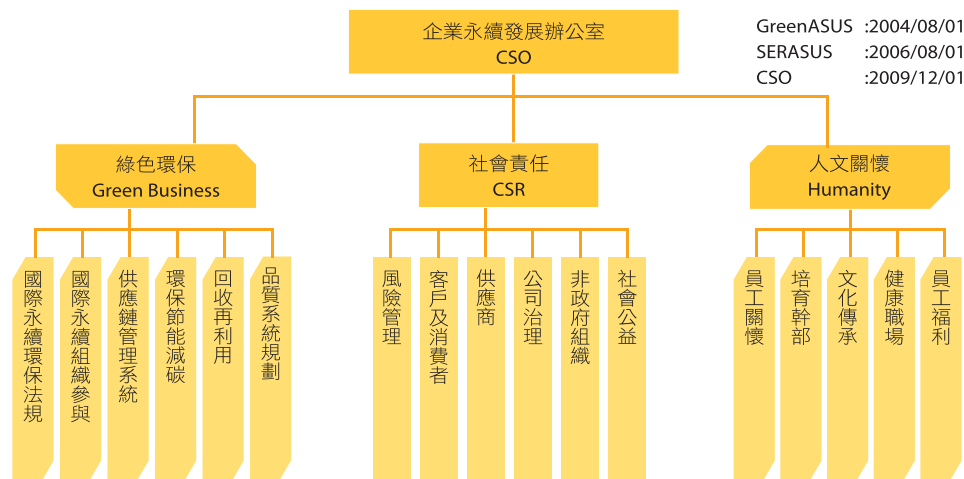 企業永續發展辦公室
CSO
GreenASUS :2004/08/01
SERASUS :2006/08/01
CSO :2009/12/01
綠色環保
Green Business
社會責任
CSR
人文關懷
Humanity
國際永續環保法規
國際永續組織參與
供應鏈管理系統
環保節能減碳
回收再利用
品質系統規劃
風險管理
客戶及消費者
供應商
公司治理
非政府組織
社會公益
員工關懷
培育幹部
文化傳承
健康職場
員工福利